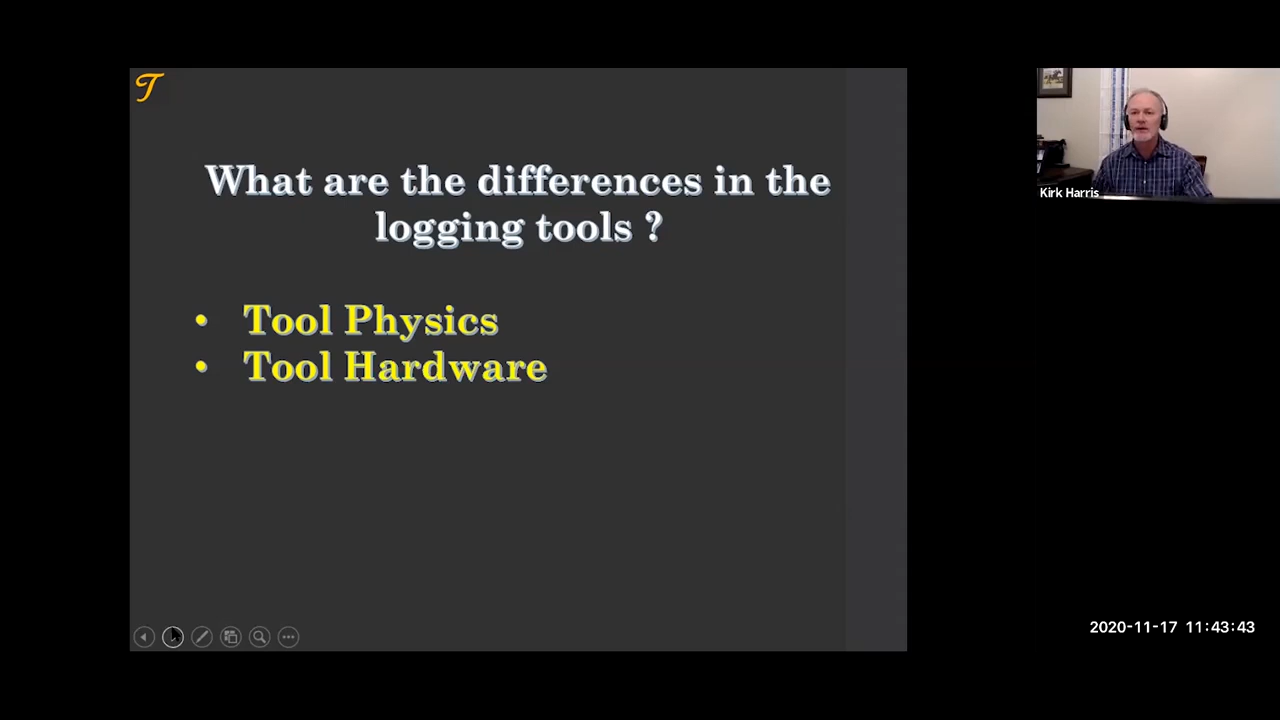 T
What are the differences in the
logging tools ?
• Tool Physics
• Tool Hardware
Kirk Harris
2020-11-17 11:43:43